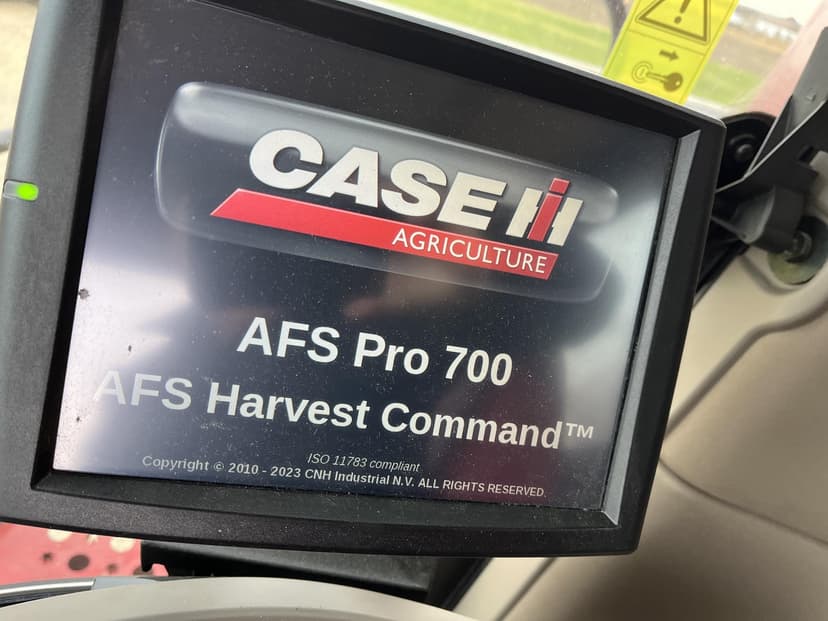 CASE IH
AGRICULTURE
AFS Pro 700
AFS Harvest Command™
ISO 11783 compliant
Copyright © 2010 - 2023 CNH Industrial N.V. ALL RIGHTS RESERVED.